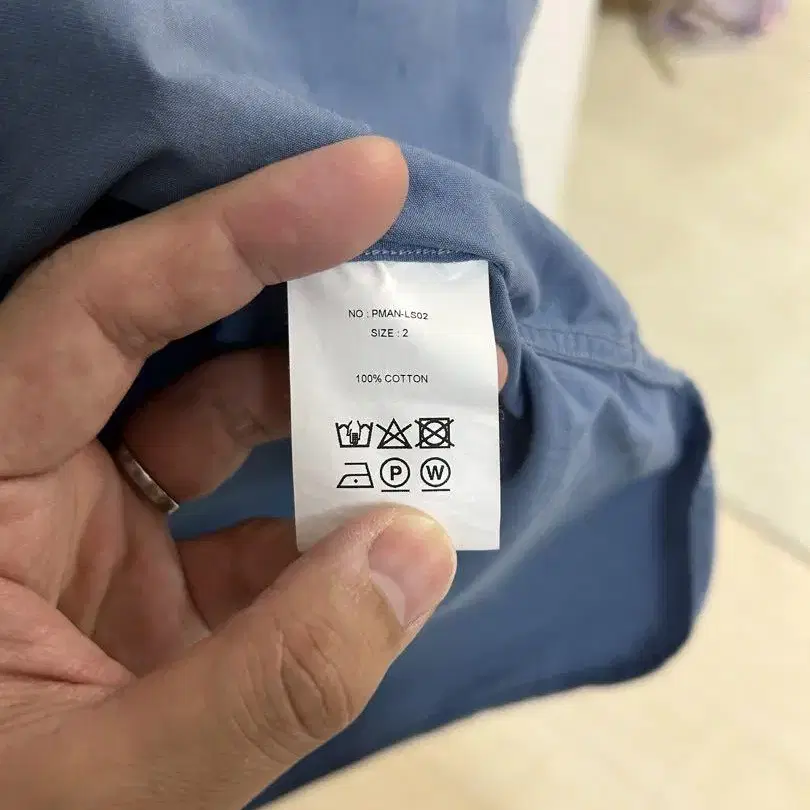 NO : PMAN-LS02
SIZE : 2
100% COTTON
P W